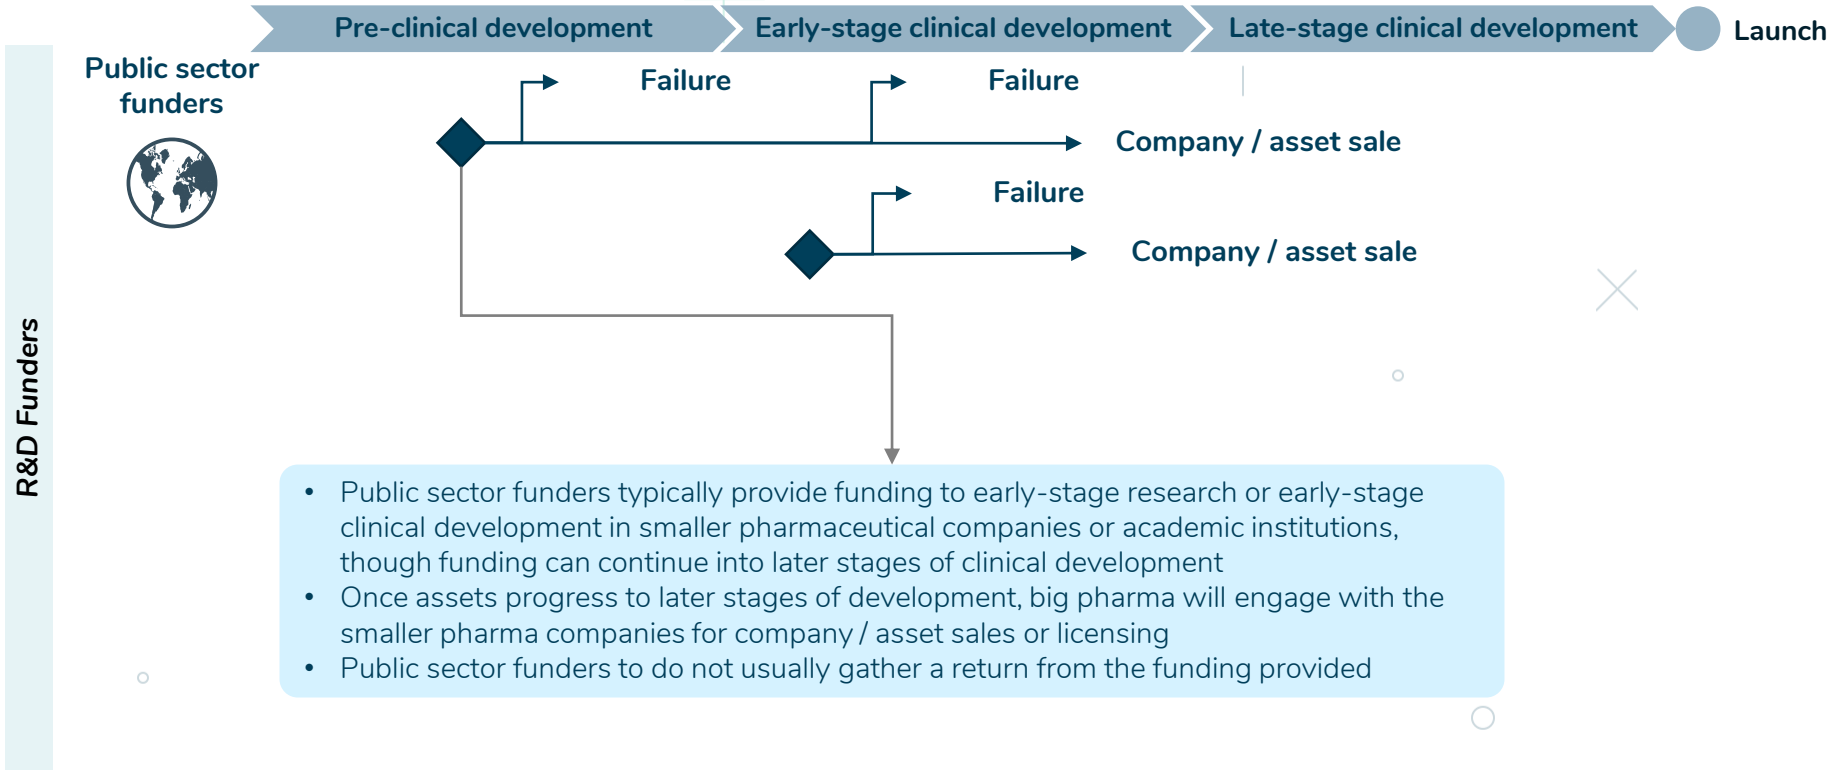 Pre-clinical development
Early-stage clinical development
Late-stage clinical development
Launch
Public sector
funders
Failure
Failure
Company / asset sale
Failure
Company / asset sale
R&D Funders
• Public sector funders typically provide funding to early-stage research or early-stage
clinical development in smaller pharmaceutical companies or academic institutions,
though funding can continue into later stages of clinical development
• Once assets progress to later stages of development, big pharma will engage with the
smaller pharma companies for company / asset sales or licensing
• Public sector funders to do not usually gather a return from the funding provided